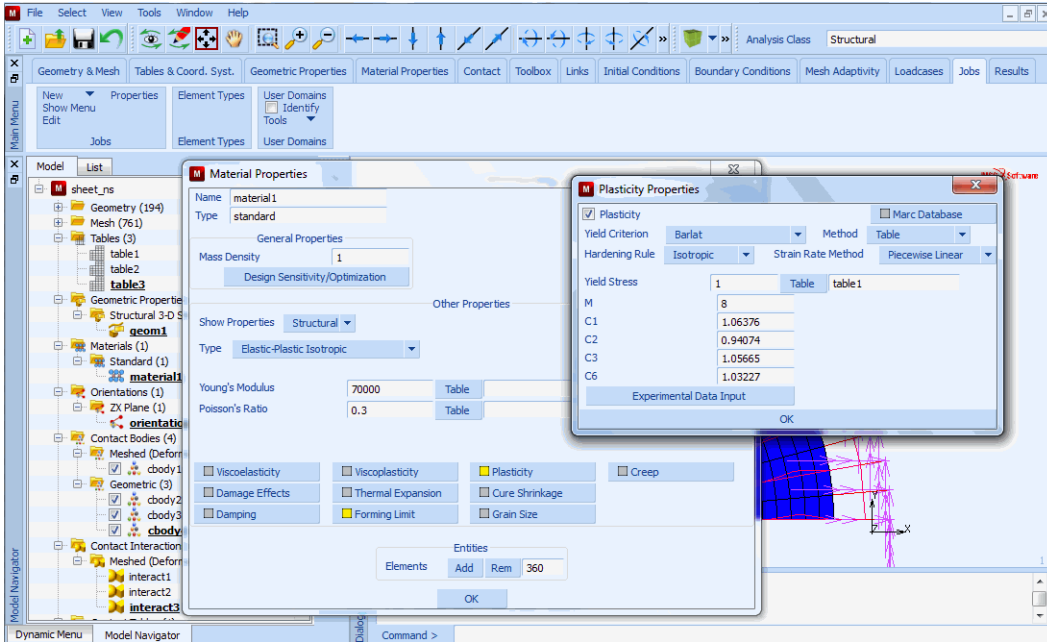 File Select View Tools Window Help
Analysis Class Structural
Geometry & Mesh Tables & Coord. Syst. Geometric Properties Material Properties Contact Toolbox Links Initial Conditions Boundary Conditions Mesh Adaptivity Loadcases Jobs Results
Main Menu
New Properties
Show Menu
Edit
Jobs
Element Types
Element Types
User Domains
Identify
Tools
User Domains
Model List
sheet_ns
Geometry (194)
Mesh (761)
Tables (3)
table1
table2
table3
Geometric Propertie
Structural 3-D S
geom1
Materials (1)
Standard (1)
material1
Orientations (1)
ZX Plane (1)
orientatio
Contact Bodies (4)
Meshed (Deforn
cbody1
Geometric (3)
cbody2
cbody3
cbody
Contact Interaction
Meshed (Deforn
interact1
interact2
interact3
Model Navigator
Dynamic Menu Model Navigator
Material Properties
Name material1
Type standard
General Properties
Mass Density 1
Design Sensitivity/Optimization
Other Properties
Show Properties Structural
Type Elastic-Plastic Isotropic
Young's Modulus 70000 Table
Poisson's Ratio 0.3 Table
Viscoelasticity Viscoplasticity Plasticity Creep
Damage Effects Thermal Expansion Cure Shrinkage
Damping Forming Limit Grain Size
Entities
Elements Add Rem 360
OK
Plasticity Properties
Plasticity Marc Database
Yield Criterion Barlat Method Table
Hardening Rule Isotropic Strain Rate Method Piecewise Linear
Yield Stress 1 Table table1
M 8
C1 1.06376
C2 0.94074
C3 1.05665
C6 1.03227
Experimental Data Input
OK
Software
Y
Z X
1
Dialog
Command >